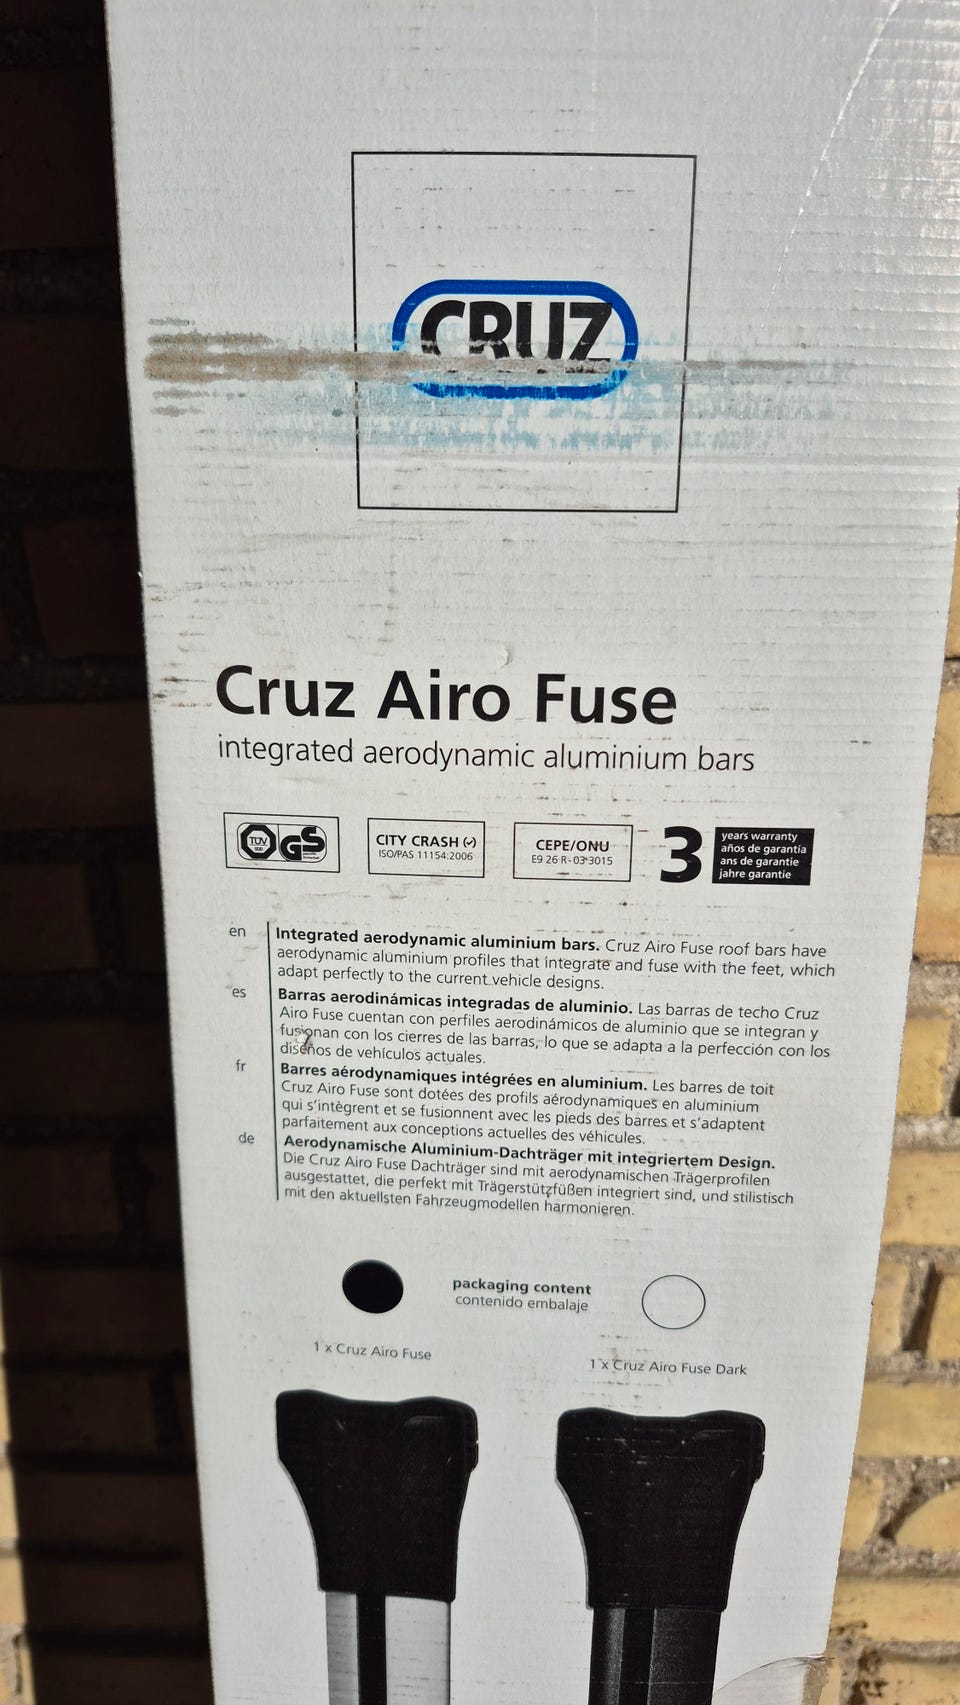 CRUZ
Cruz Airo Fuse
integrated aerodynamic aluminium bars
TÜV
SÜD
GS
CITY CRASH (✓)
ISO/PAS 11154:2006
CEPE/ONU
E9 26 R-03 3015
3
years warranty
años de garantía
ans de garantie
jahre garantie
en
Integrated aerodynamic aluminium bars. Cruz Airo Fuse roof bars have
aerodynamic aluminium profiles that integrate and fuse with the feet, which
adapt perfectly to the current vehicle designs.
es
Barras aerodinámicas integradas de aluminio. Las barras de techo Cruz
Airo Fuse cuentan con perfiles aerodinámicos de aluminio que se integran y
fusionan con los cierres de las barras, lo que se adapta a la perfección con los
diseños de vehículos actuales.
fr
Barres aérodynamiques intégrées en aluminium. Les barres de toit
Cruz Airo Fuse sont dotées des profils aérodynamiques en aluminium
qui s’intègrent et se fusionnent avec les pieds des barres et s’adaptent
parfaitement aux conceptions actuelles des véhicules.
de
Aerodynamische Aluminium-Dachträger mit integriertem Design.
Die Cruz Airo Fuse Dachträger sind mit aerodynamischen Trägerprofilen
ausgestattet, die perfekt mit Trägerstützfüßen integriert sind, und stilistisch
mit den aktuellsten Fahrzeugmodellen harmonieren.
packaging content
contenido embalaje
1 x Cruz Airo Fuse
1 x Cruz Airo Fuse Dark